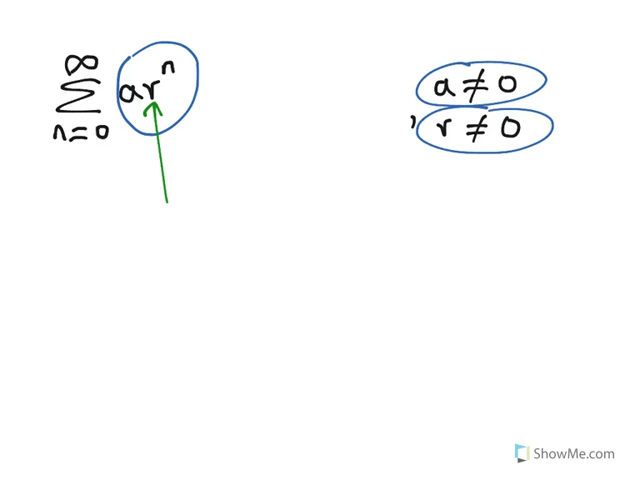 ∞
Σ arⁿ
n=0
a ≠ 0
, r ≠ 0
ShowMe.com